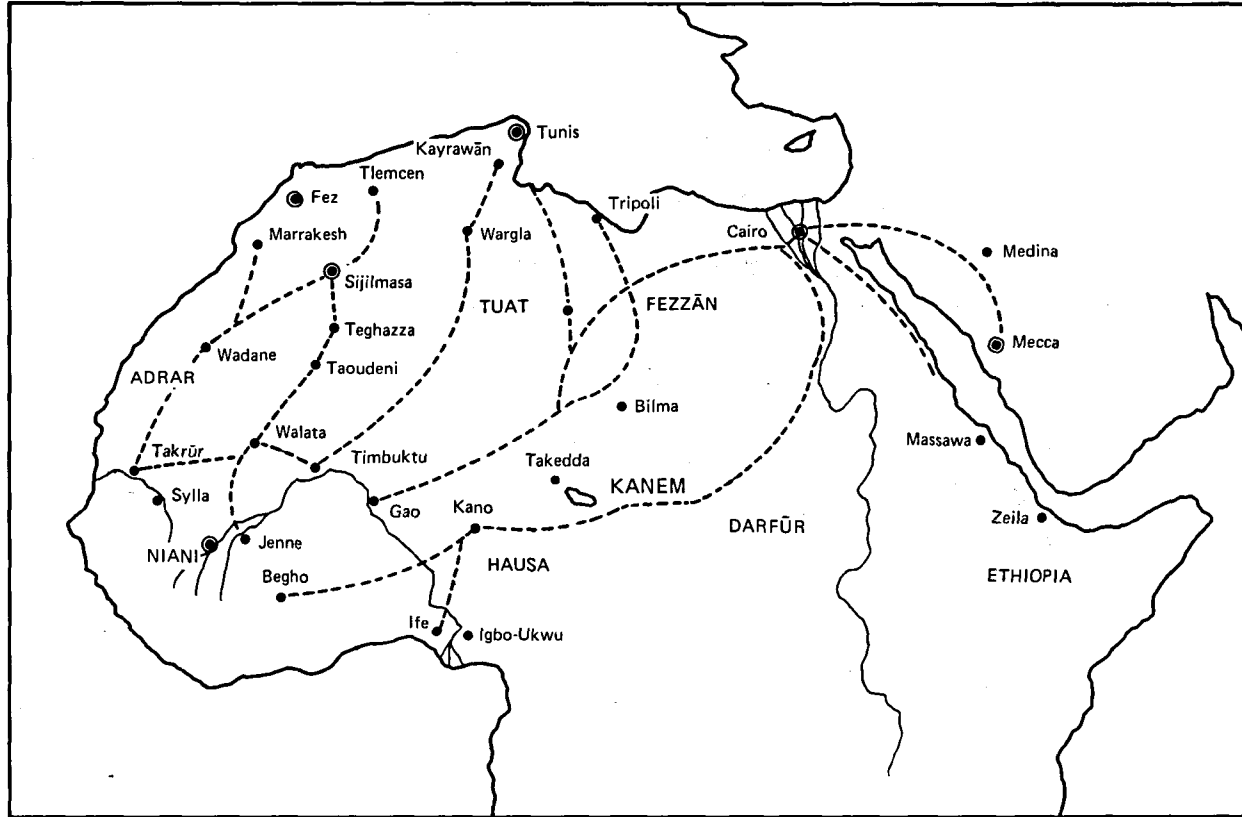 Tunis
Kayrawān
Tlemcen
Fez
Tripoli
Marrakesh
Wargla
Cairo
Medina
Sijilmasa
TUAT
FEZZĀN
Teghazza
Wadane
Mecca
Taoudeni
ADRAR
Bilma
Walata
Massawa
Takrūr
Timbuktu
Takedda
KANEM
Sylla
Gao
Kano
Zeila
DARFŪR
NIANI
Jenne
HAUSA
Begho
ETHIOPIA
Ife
Igbo-Ukwu